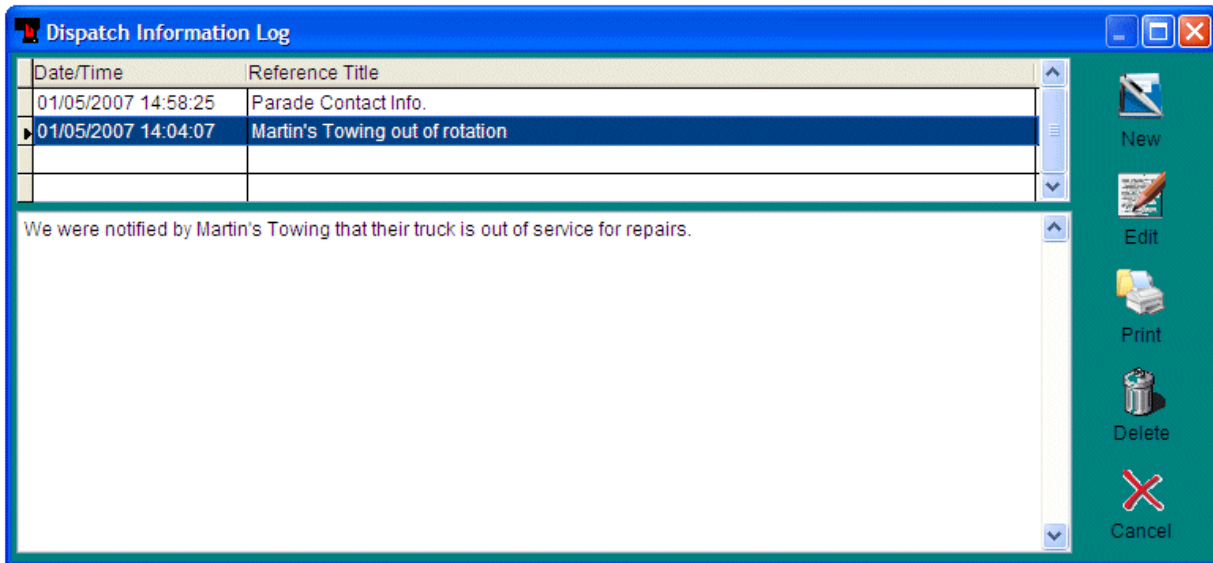 Dispatch Information Log
Date/Time Reference Title
01/05/2007 14:58:25 Parade Contact Info.
01/05/2007 14:04:07 Martin's Towing out of rotation
We were notified by Martin's Towing that their truck is out of service for repairs.
New
Edit
Print
Delete
Cancel